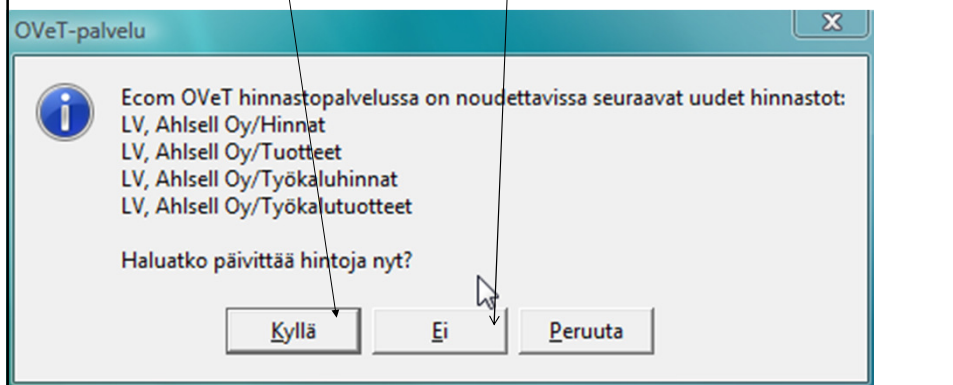 OVeT-palvelu
Ecom OVeT hinnastopalvelussa on noudettavissa seuraavat uudet hinnastot:
LV, Ahlsell Oy/Hinnat
LV, Ahlsell Oy/Tuotteet
LV, Ahlsell Oy/Työkaluhinnat
LV, Ahlsell Oy/Työkalutuotteet
Haluatko päivittää hintoja nyt?
Kyllä Ei Peruuta